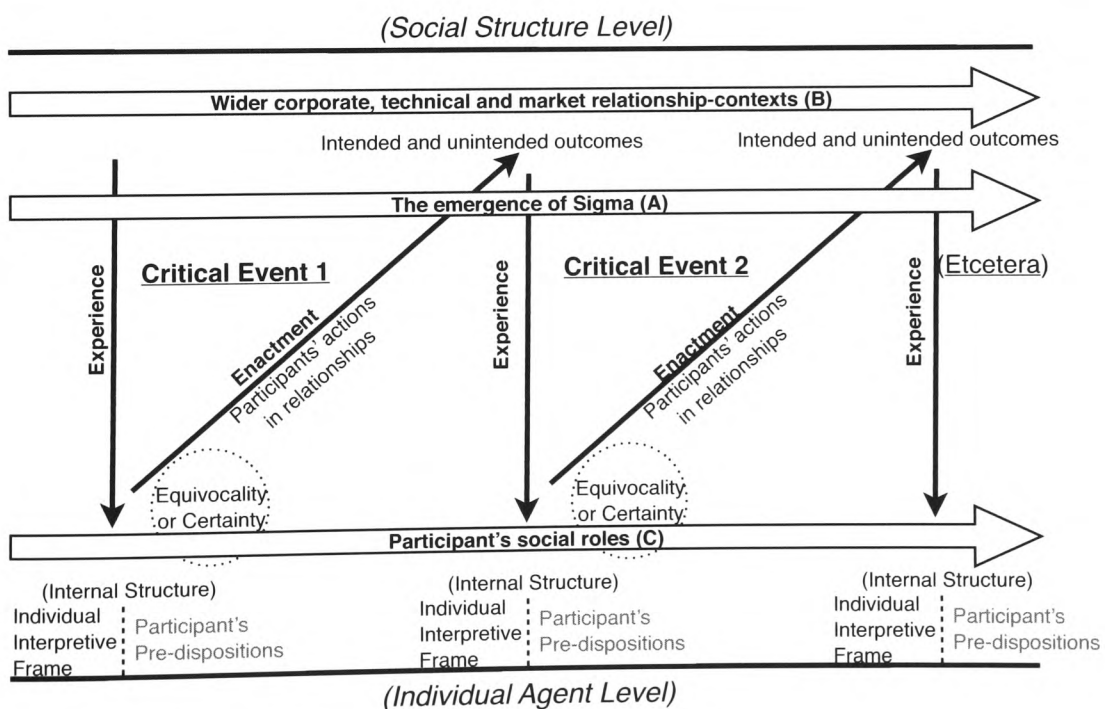 (Social Structure Level)
Wider corporate, technical and market relationship-contexts (B)
Intended and unintended outcomes
Intended and unintended outcomes
The emergence of Sigma (A)
Critical Event 1
Critical Event 2
(Etcetera)
Experience
Enactment
Participants' actions
in relationships
Experience
Enactment
Participants' actions
in relationships
Experience
Equivocality
or Certainty
Equivocality
or Certainty
Participant's social roles (C)
(Internal Structure)
Individual
Interpretive
Frame
Participant's
Pre-dispositions
(Internal Structure)
Individual
Interpretive
Frame
Participant's
Pre-dispositions
(Internal Structure)
Individual
Interpretive
Frame
Participant's
Pre-dispositions
(Individual Agent Level)